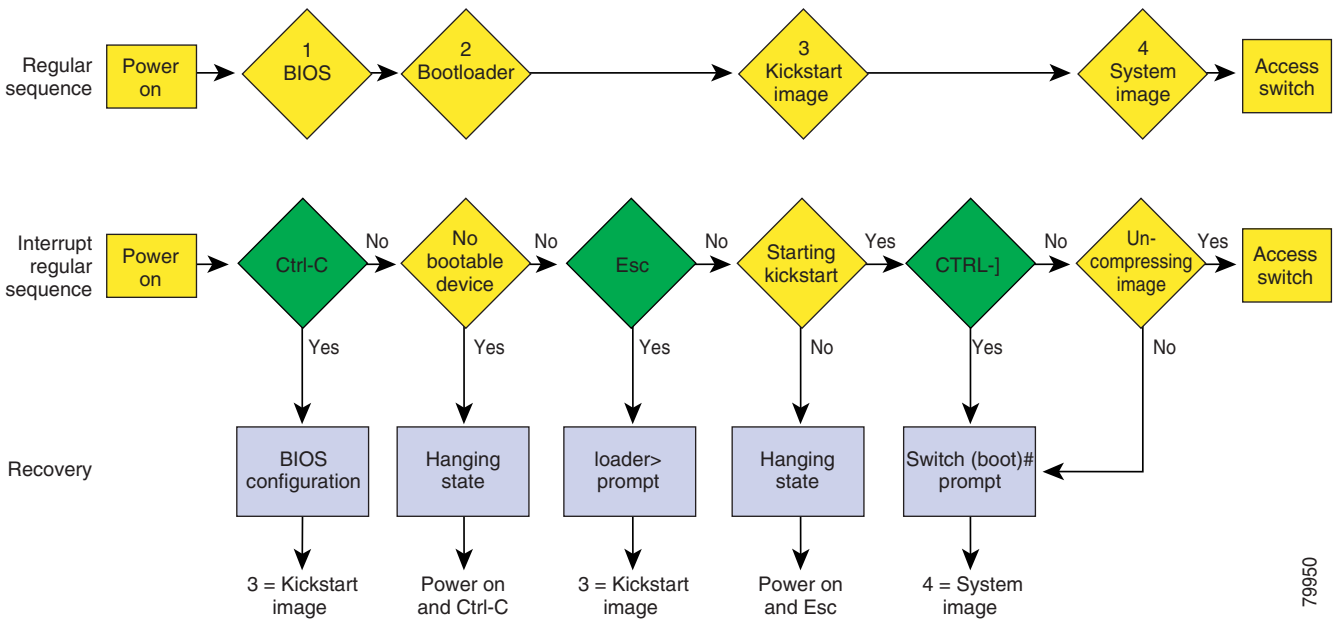 Regular
sequence
Power
on
1
BIOS
2
Bootloader
3
Kickstart
image
4
System
image
Access
switch
Interrupt
regular
sequence
Power
on
Ctrl-C
No
No
bootable
device
No
Esc
No
Starting
kickstart
Yes
CTRL-]
No
Un-
compressing
image
Yes
Access
switch
Yes
Yes
Yes
No
Yes
No
Recovery
BIOS
configuration
Hanging
state
loader>
prompt
Hanging
state
Switch (boot)#
prompt
3 = Kickstart
image
Power on
and Ctrl-C
3 = Kickstart
image
Power on
and Esc
4 = System
image
79950